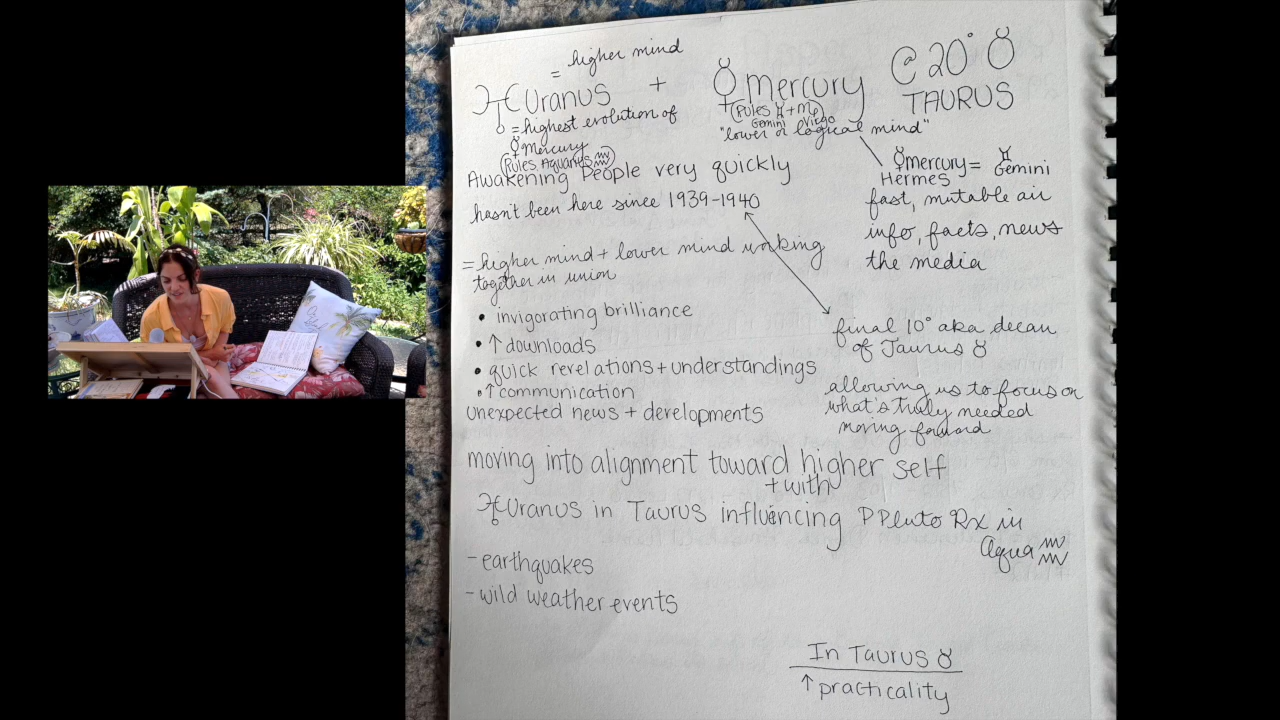 = higher mind
♅ Uranus + ☿ mercury @ 20° ♉
TAURUS
= highest evolution of
☿ mercury
(Rules Aquarius ♒)
(Rules ♊ + ♍)
Gemini Virgo
"lower or logical mind"
Awakening People very quickly
hasn't been here since 1939-1940
☿ mercury = ♊ Gemini
Hermes
fast, mutable air
info, facts, news
the media
= higher mind + lower mind working
together in union
• invigorating brilliance
• ↑ downloads
• quick revelations + understandings
• ↑ communication
unexpected news + developments
final 10° aka decan
of Taurus ♉
allowing us to focus on
what's truly needed
moving forward
moving into alignment toward higher self
+ with
♅ Uranus in Taurus influencing P Pluto Rx in
Aqua ♒
- earthquakes
- wild weather events
In Taurus ♉
↑ practicality